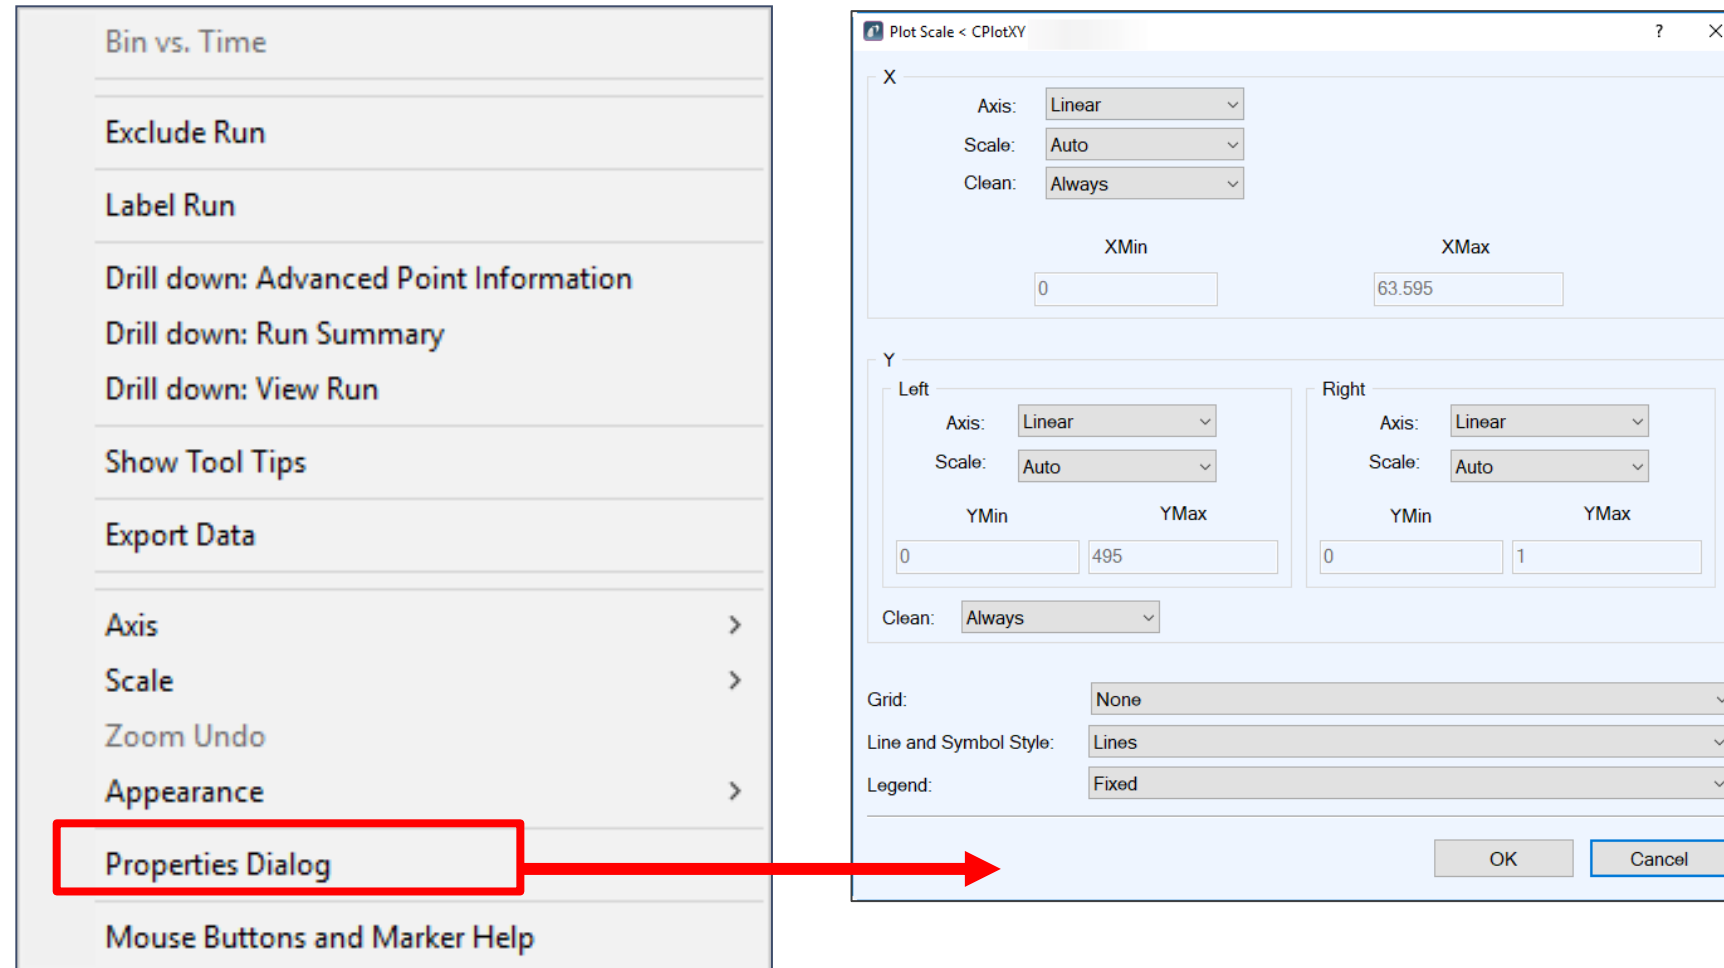 Bin vs. Time
Exclude Run
Label Run
Drill down: Advanced Point Information
Drill down: Run Summary
Drill down: View Run
Show Tool Tips
Export Data
Axis
Scale
Zoom Undo
Appearance
Properties Dialog
Mouse Buttons and Marker Help
Plot Scale < CPlotXY
X
Axis: Linear
Scale: Auto
Clean: Always
XMin XMax
0 63.595
Y
Left Right
Axis: Linear Axis: Linear
Scale: Auto Scale: Auto
YMin YMax YMin YMax
0 495 0 1
Clean: Always
Grid: None
Line and Symbol Style: Lines
Legend: Fixed
OK Cancel